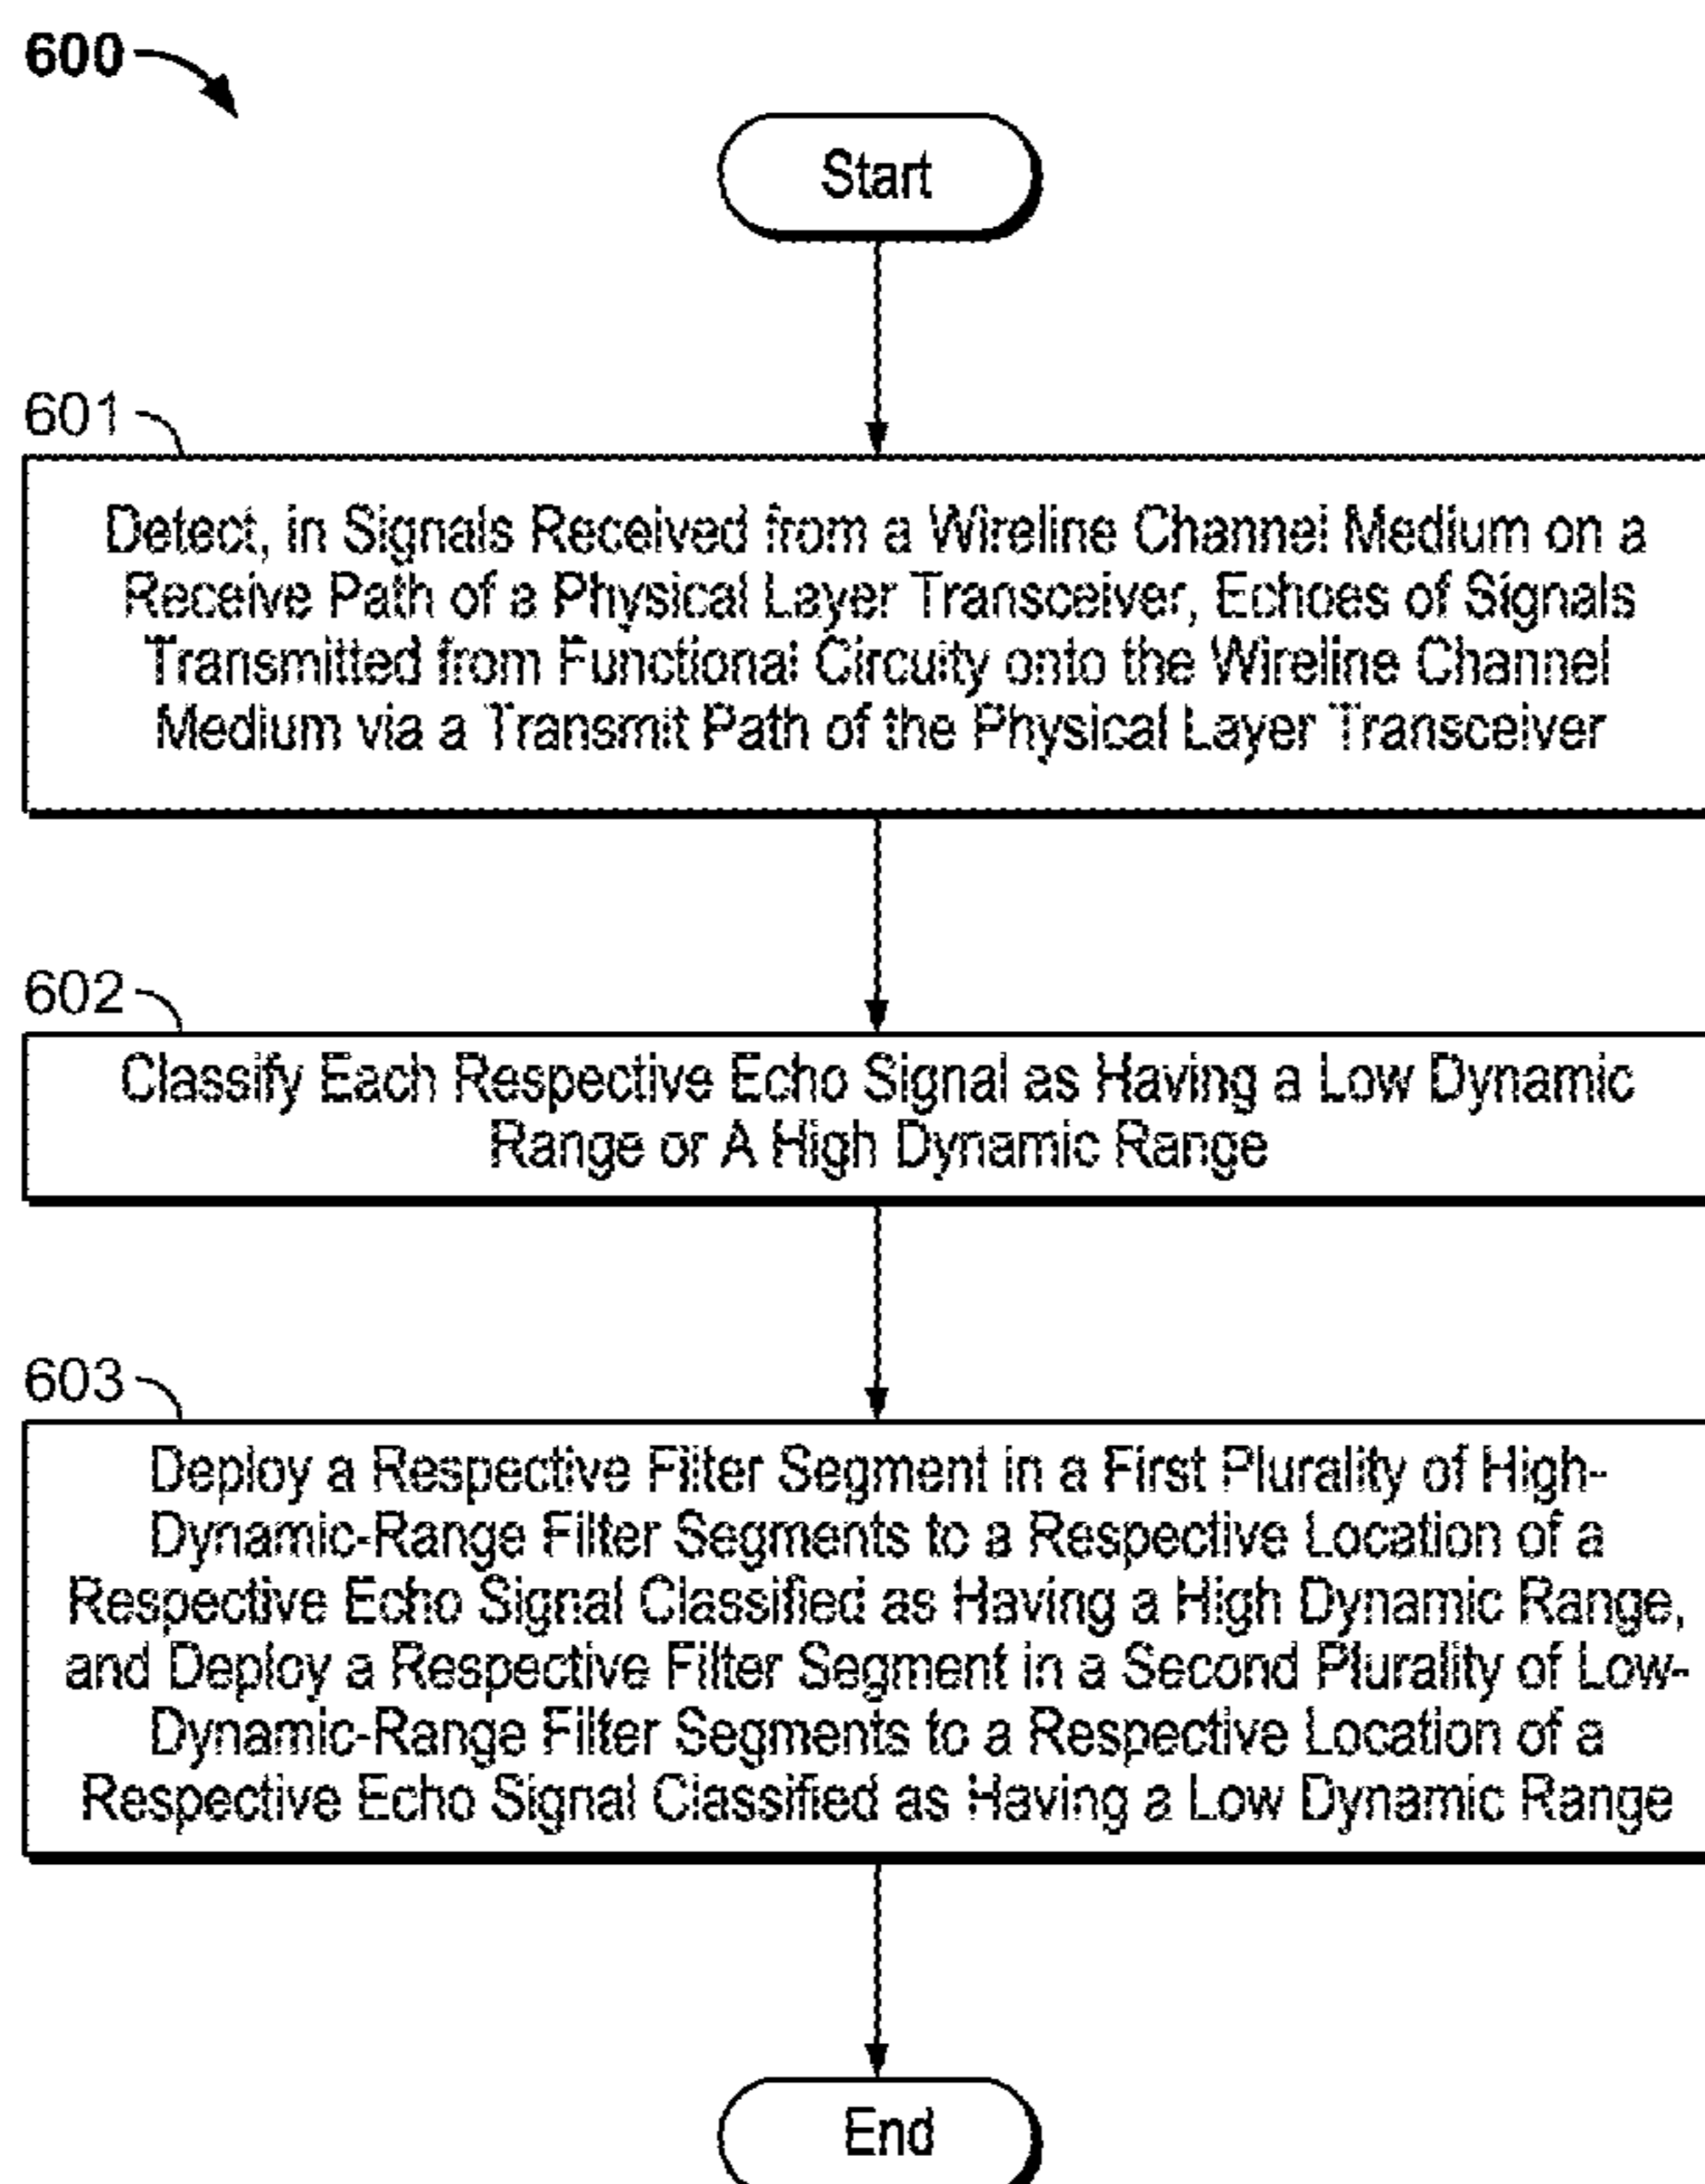 600
Start
601
Detect, in Signals Received from a Wireline Channel Medium on a
Receive Path of a Physical Layer Transceiver, Echoes of Signals
Transmitted from Functional Circuity onto the Wireline Channel
Medium via a Transmit Path of the Physical Layer Transceiver
602
Classify Each Respective Echo Signal as Having a Low Dynamic
Range or A High Dynamic Range
603
Deploy a Respective Filter Segment in a First Plurality of High-
Dynamic-Range Filter Segments to a Respective Location of a
Respective Echo Signal Classified as Having a High Dynamic Range,
and Deploy a Respective Filter Segment in a Second Plurality of Low-
Dynamic-Range Filter Segments to a Respective Location of a
Respective Echo Signal Classified as Having a Low Dynamic Range
End